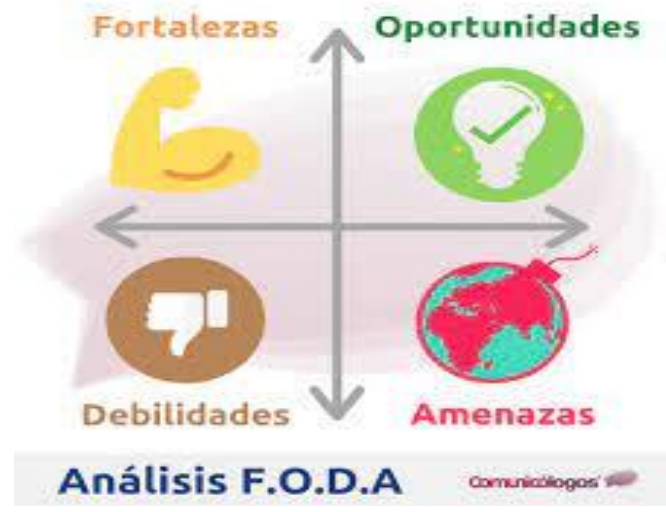 Fortalezas
Oportunidades
Debilidades
Amenazas
Análisis F.O.D.A
Comunicólogos